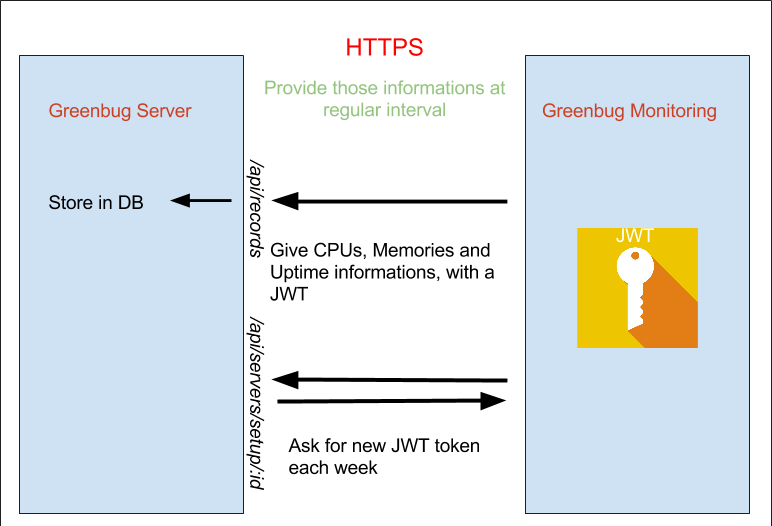 HTTPS
Provide those informations at
regular interval
Greenbug Server
Greenbug Monitoring
/api/records
Store in DB
JWT
Give CPUs, Memories and
Uptime informations, with a
JWT
/api/servers/setup/:id
Ask for new JWT token
each week